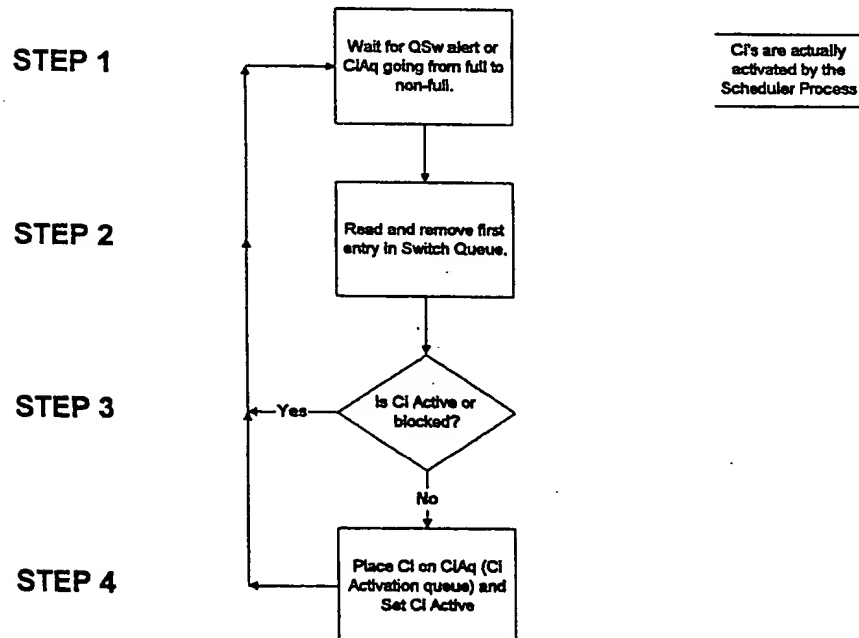 STEP 1
Wait for QSw alert or
CiAq going from full to
non-full.
Ci's are actually
activated by the
Scheduler Process
STEP 2
Read and remove first
entry in Switch Queue.
STEP 3
Yes
Is Ci Active or
blocked?
No
STEP 4
Place Ci on CiAq (Ci
Activation queue) and
Set Ci Active